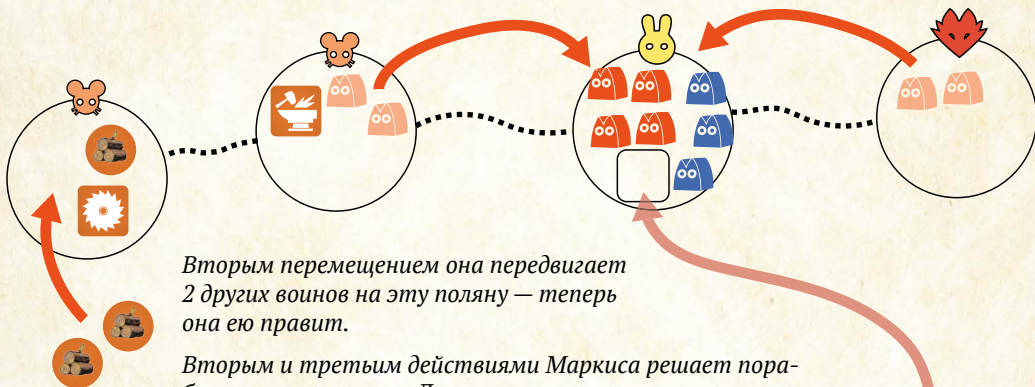 Вторым перемещением она передвигает
2 других воинов на эту поляну — теперь
она ею правит.
Вторым и третьим действиями Маркиса решает пора-